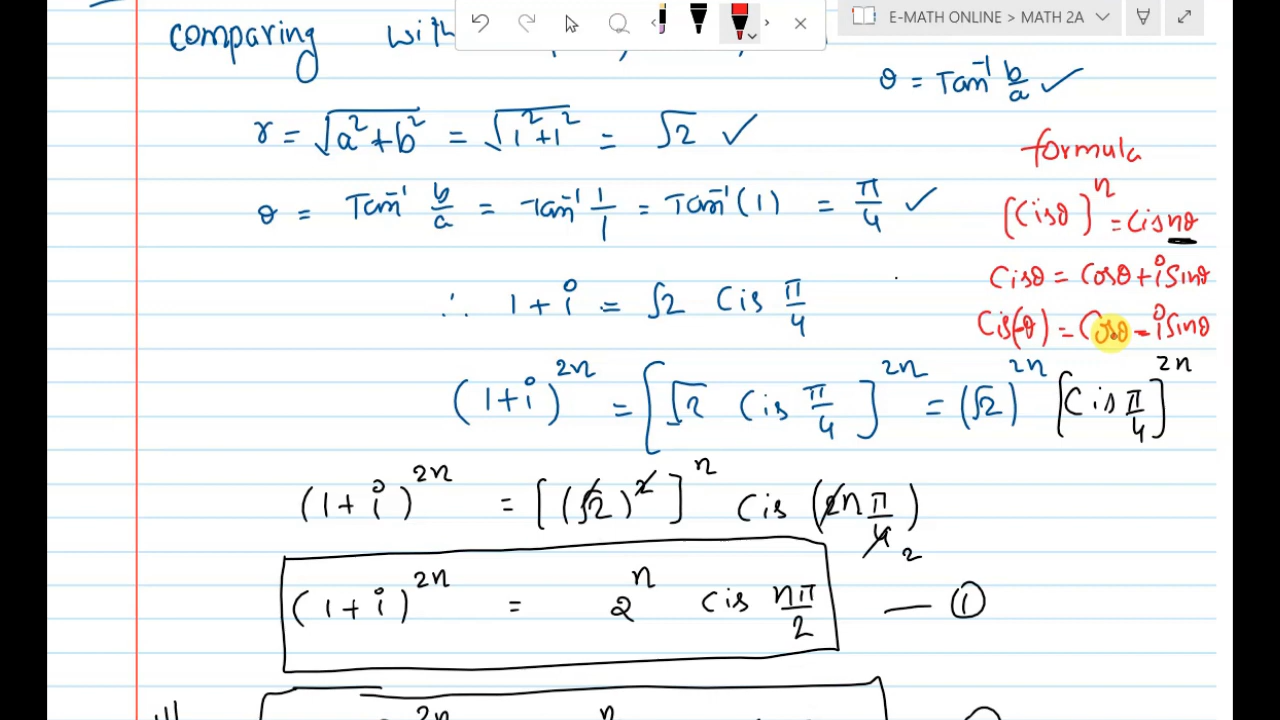 E-MATH ONLINE > MATH 2A
comparing with
θ = Tan⁻¹ b/a ✓
r = √(a²+b²) = √(1²+1²) = √2 ✓
formula
θ = Tan⁻¹ b/a = Tan⁻¹ 1/1 = Tan⁻¹(1) = π/4 ✓
[Cisθ)ⁿ = Cisnθ
Cisθ = Cosθ+iSinθ
∴ 1+i = √2 Cis π/4
Cis(-θ) = Cosθ-iSinθ
(1+i)²ⁿ = [√2 Cis π/4]²ⁿ = (√2)²ⁿ [Cis π/4]²ⁿ
(1+i)²ⁿ = [(√2)²]ⁿ Cis (2nπ/4) 2
(1+i)²ⁿ = 2ⁿ Cis nπ/2 — ①
2n n